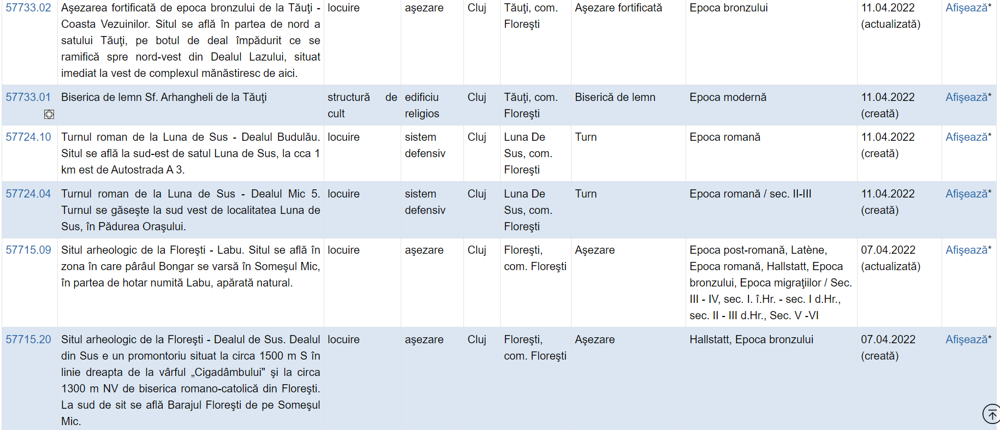 57733.02
Aşezarea fortificată de epoca bronzului de la Tăuţi -
Coasta Vezuinilor. Situl se află în partea de nord a
satului Tăuţi, pe botul de deal împădurit ce se
ramifică spre nord-vest din Dealul Lazului, situat
imediat la vest de complexul mănăstiresc de aici.
locuire
aşezare
Cluj
Tăuţi, com.
Floreşti
Aşezare fortificată
Epoca bronzului
11.04.2022
(actualizată)
Afişează*
57733.01
Biserica de lemn Sf. Arhangheli de la Tăuţi
structură de
cult
edificiu
religios
Cluj
Tăuţi, com.
Floreşti
Biserică de lemn
Epoca modernă
11.04.2022
(creată)
Afişează*
57724.10
Turnul roman de la Luna de Sus - Dealul Budulău.
Situl se află la sud-est de satul Luna de Sus, la cca 1
km est de Autostrada A 3.
locuire
sistem
defensiv
Cluj
Luna De
Sus, com.
Floreşti
Turn
Epoca romană
11.04.2022
(creată)
Afişează*
57724.04
Turnul roman de la Luna de Sus - Dealul Mic 5.
Turnul se găseşte la sud vest de localitatea Luna de
Sus, în Pădurea Oraşului.
locuire
sistem
defensiv
Cluj
Luna De
Sus, com.
Floreşti
Turn
Epoca romană / sec. II-III
11.04.2022
(creată)
Afişează*
57715.09
Situl arheologic de la Floreşti - Labu. Situl se află în
zona în care pârâul Bongar se varsă în Someşul Mic,
în partea de hotar numită Labu, apărată natural.
locuire
aşezare
Cluj
Floreşti,
com. Floreşti
Aşezare
Epoca post-romană, Latène,
Epoca romană, Hallstatt, Epoca
bronzului, Epoca migraţiilor / Sec.
III - IV, sec. I. î.Hr. - sec. I d.Hr.,
sec. II - III d.Hr., Sec. V -VI
07.04.2022
(actualizată)
Afişează*
57715.20
Situl arheologic de la Floreşti - Dealul de Sus. Dealul
din Sus e un promontoriu situat la circa 1500 m S în
linie dreapta de la vârful „Cigadâmbului" şi la circa
1300 m NV de biserica romano-catolică din Floreşti.
La sud de sit se află Barajul Floreşti de pe Someşul
Mic.
locuire
aşezare
Cluj
Floreşti,
com. Floreşti
Aşezare
Hallstatt, Epoca bronzului
07.04.2022
(creată)
Afişează*